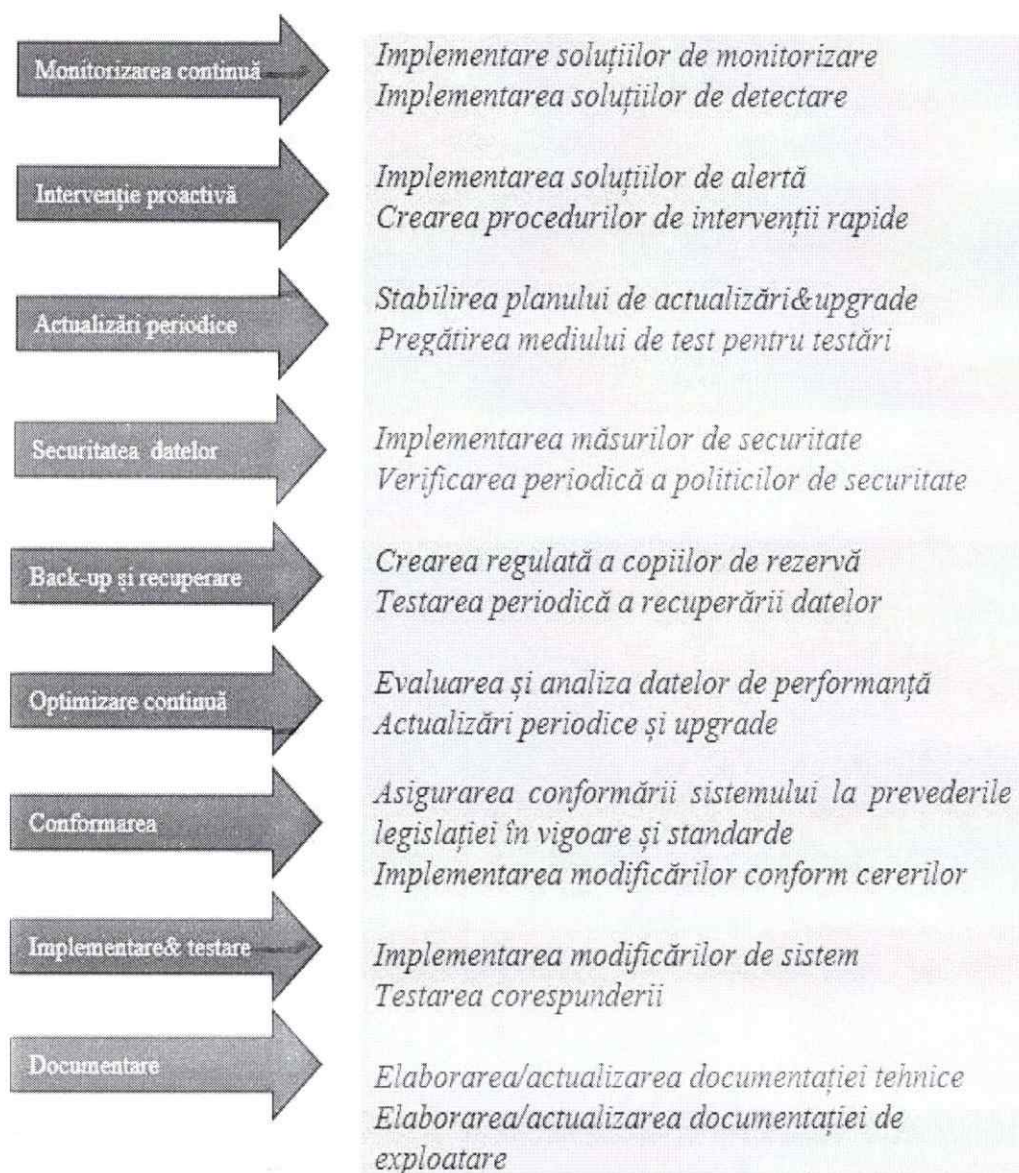 Monitorizarea continuă
Implementare soluțiilor de monitorizare
Implementarea soluțiilor de detectare
Intervenție proactivă
Implementarea soluțiilor de alertă
Crearea procedurilor de intervenții rapide
Actualizări periodice
Stabilirea planului de actualizări&upgrade
Pregătirea mediului de test pentru testări
Securitatea datelor
Implementarea măsurilor de securitate
Verificarea periodică a politicilor de securitate
Back-up și recuperare
Crearea regulată a copiilor de rezervă
Testarea periodică a recuperării datelor
Optimizare continuă
Evaluarea și analiza datelor de performanță
Actualizări periodice și upgrade
Conformarea
Asigurarea conformării sistemului la prevederile
legislației în vigoare și standarde
Implementarea modificărilor conform cererilor
Implementare& testare
Implementarea modificărilor de sistem
Testarea corespunderii
Documentare
Elaborarea/actualizarea documentației tehnice
Elaborarea/actualizarea documentației de
exploatare